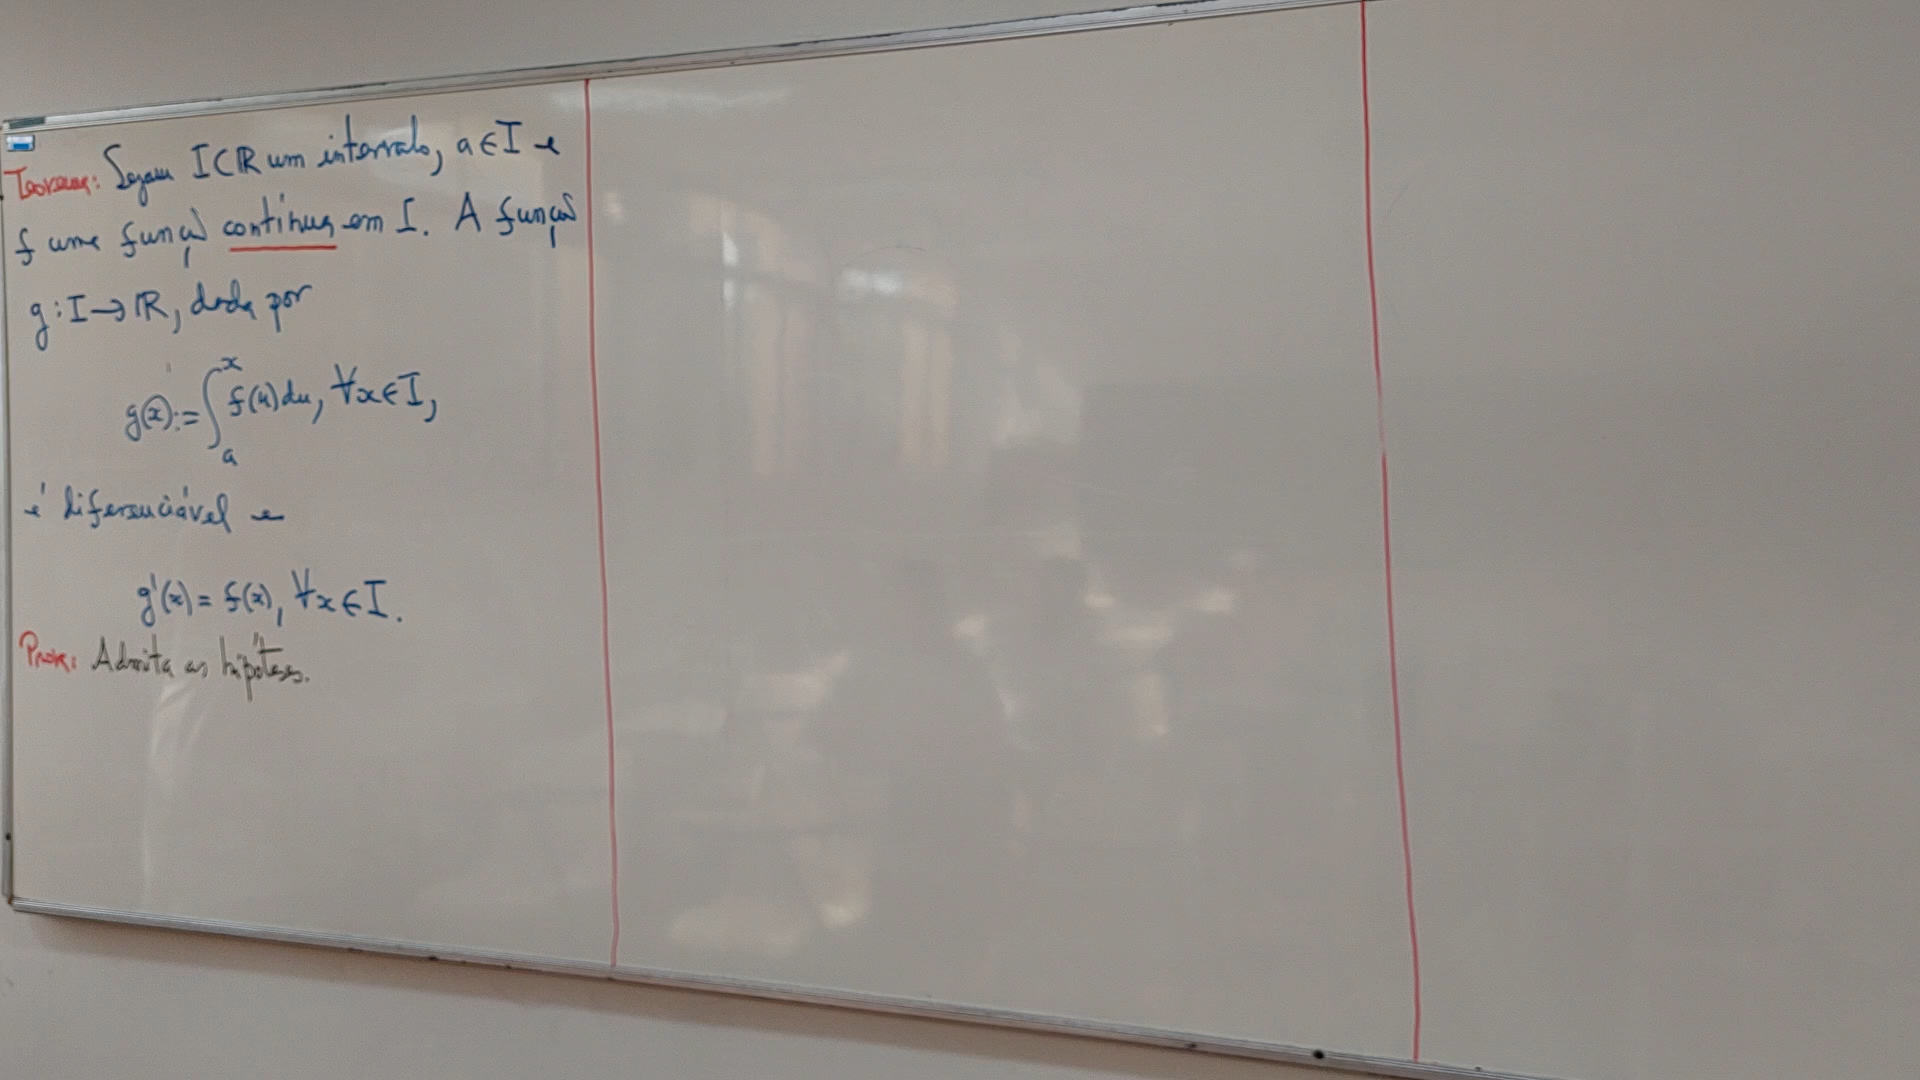 Teorema: Sejam I⊂ℝ um intervalo, a∈I e
f uma função contínua em I. A função
g:I→ℝ, dada por
g(x):=∫ₐˣ f(u)du, ∀x∈I,
é diferenciável e
g'(x)=f(x), ∀x∈I.
Prova: Admita as hipóteses.